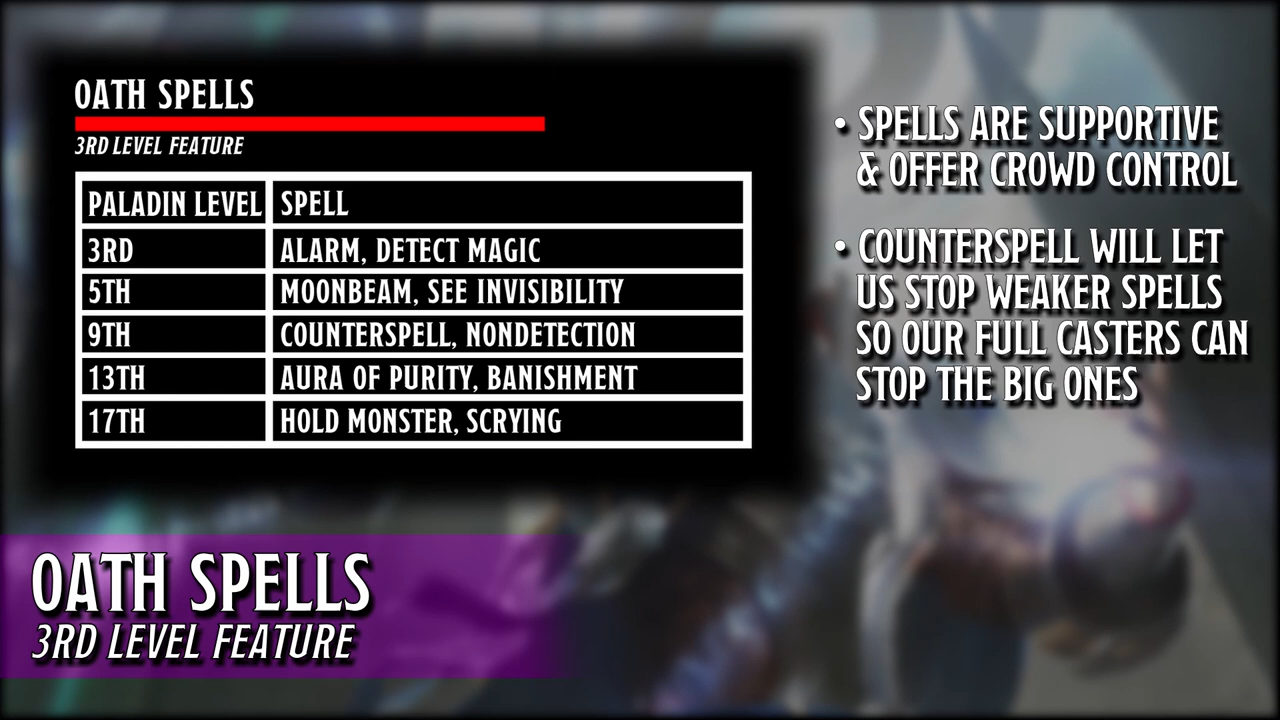 OATH SPELLS
3RD LEVEL FEATURE
PALADIN LEVEL SPELL
3RD ALARM, DETECT MAGIC
5TH MOONBEAM, SEE INVISIBILITY
9TH COUNTERSPELL, NONDETECTION
13TH AURA OF PURITY, BANISHMENT
17TH HOLD MONSTER, SCRYING
• SPELLS ARE SUPPORTIVE
& OFFER CROWD CONTROL
• COUNTERSPELL WILL LET
US STOP WEAKER SPELLS
SO OUR FULL CASTERS CAN
STOP THE BIG ONES
OATH SPELLS
3RD LEVEL FEATURE